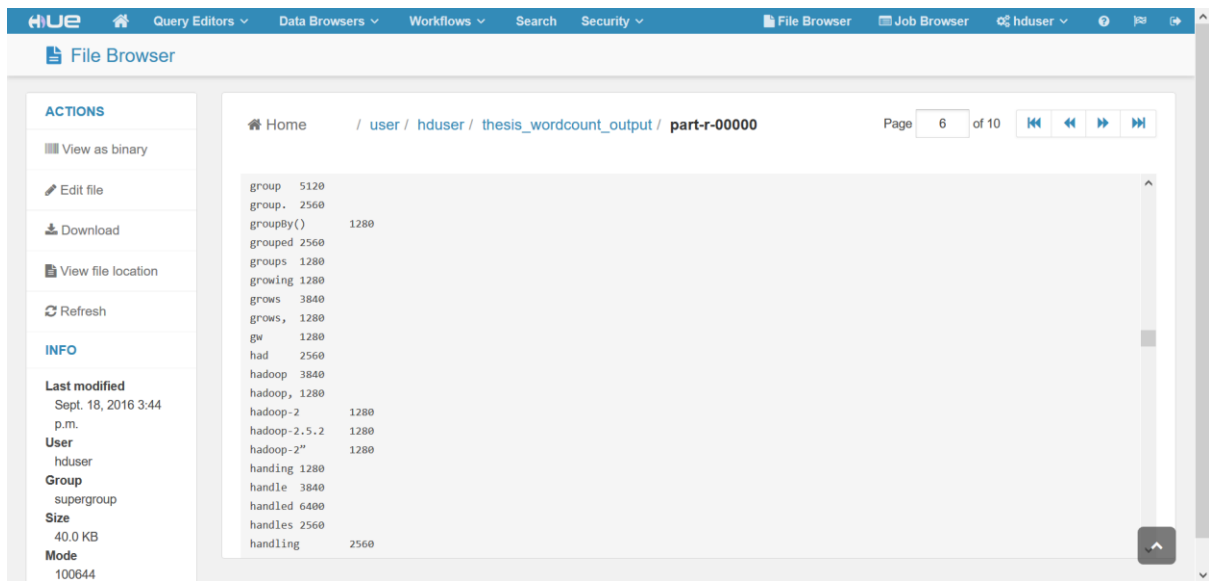 HUE Query Editors Data Browsers Workflows Search Security File Browser Job Browser hduser
File Browser
ACTIONS
View as binary
Edit file
Download
View file location
Refresh
INFO
Last modified
Sept. 18, 2016 3:44
p.m.
User
hduser
Group
supergroup
Size
40.0 KB
Mode
100644
Home / user / hduser / thesis_wordcount_output / part-r-00000 Page 6 of 10
group 5120
group. 2560
groupBy() 1280
grouped 2560
groups 1280
growing 1280
grows 3840
grows, 1280
gw 1280
had 2560
hadoop 3840
hadoop, 1280
hadoop-2 1280
hadoop-2.5.2 1280
hadoop-2” 1280
handing 1280
handle 3840
handled 6400
handles 2560
handling 2560